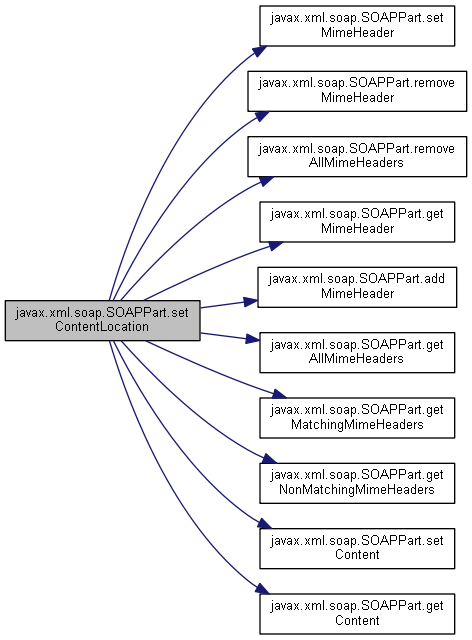 javax.xml.soap.SOAPPart.set
MimeHeader
javax.xml.soap.SOAPPart.remove
MimeHeader
javax.xml.soap.SOAPPart.remove
AllMimeHeaders
javax.xml.soap.SOAPPart.get
MimeHeader
javax.xml.soap.SOAPPart.add
MimeHeader
javax.xml.soap.SOAPPart.set
ContentLocation
javax.xml.soap.SOAPPart.get
AllMimeHeaders
javax.xml.soap.SOAPPart.get
MatchingMimeHeaders
javax.xml.soap.SOAPPart.get
NonMatchingMimeHeaders
javax.xml.soap.SOAPPart.set
Content
javax.xml.soap.SOAPPart.get
Content